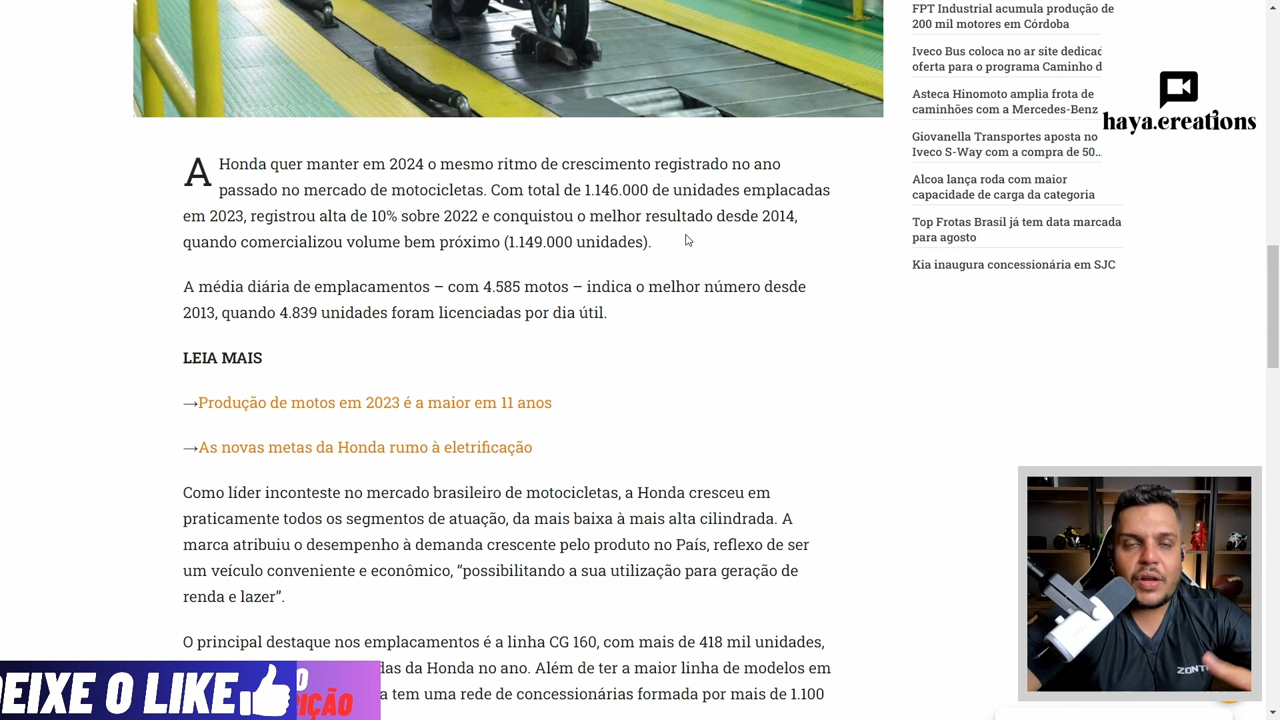 FPT Industrial acumula produção de
200 mil motores em Córdoba
Iveco Bus coloca no ar site dedicad
oferta para o programa Caminho d
Asteca Hinomoto amplia frota de
caminhões com a Mercedes-Benz
Giovanella Transportes aposta no
Iveco S-Way com a compra de 50...
Alcoa lança roda com maior
capacidade de carga da categoria
Top Frotas Brasil já tem data marcada
para agosto
Kia inaugura concessionária em SJC
haya.creations
A Honda quer manter em 2024 o mesmo ritmo de crescimento registrado no ano
passado no mercado de motocicletas. Com total de 1.146.000 de unidades emplacadas
em 2023, registrou alta de 10% sobre 2022 e conquistou o melhor resultado desde 2014,
quando comercializou volume bem próximo (1.149.000 unidades).
A média diária de emplacamentos – com 4.585 motos – indica o melhor número desde
2013, quando 4.839 unidades foram licenciadas por dia útil.
LEIA MAIS
→Produção de motos em 2023 é a maior em 11 anos
→As novas metas da Honda rumo à eletrificação
Como líder inconteste no mercado brasileiro de motocicletas, a Honda cresceu em
praticamente todos os segmentos de atuação, da mais baixa à mais alta cilindrada. A
marca atribuiu o desempenho à demanda crescente pelo produto no País, reflexo de ser
um veículo conveniente e econômico, “possibilitando a sua utilização para geração de
renda e lazer”.
O principal destaque nos emplacamentos é a linha CG 160, com mais de 418 mil unidades,
das da Honda no ano. Além de ter a maior linha de modelos em
a tem uma rede de concessionárias formada por mais de 1.100
DEIXE O LIKE
O
RIÇÃO
ZONT